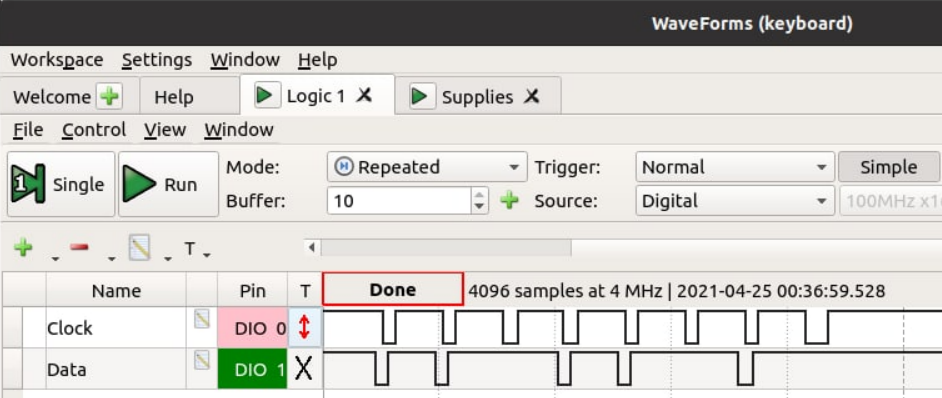 WaveForms (keyboard)
Workspace Settings Window Help
Welcome Help Logic 1 Supplies
File Control View Window
1 Single Run Mode: Repeated Trigger: Normal Simple
Buffer: 10 Source: Digital 100MHz
T
Name Pin T Done 4096 samples at 4 MHz | 2021-04-25 00:36:59.528
Clock DIO 0
Data DIO 1 X